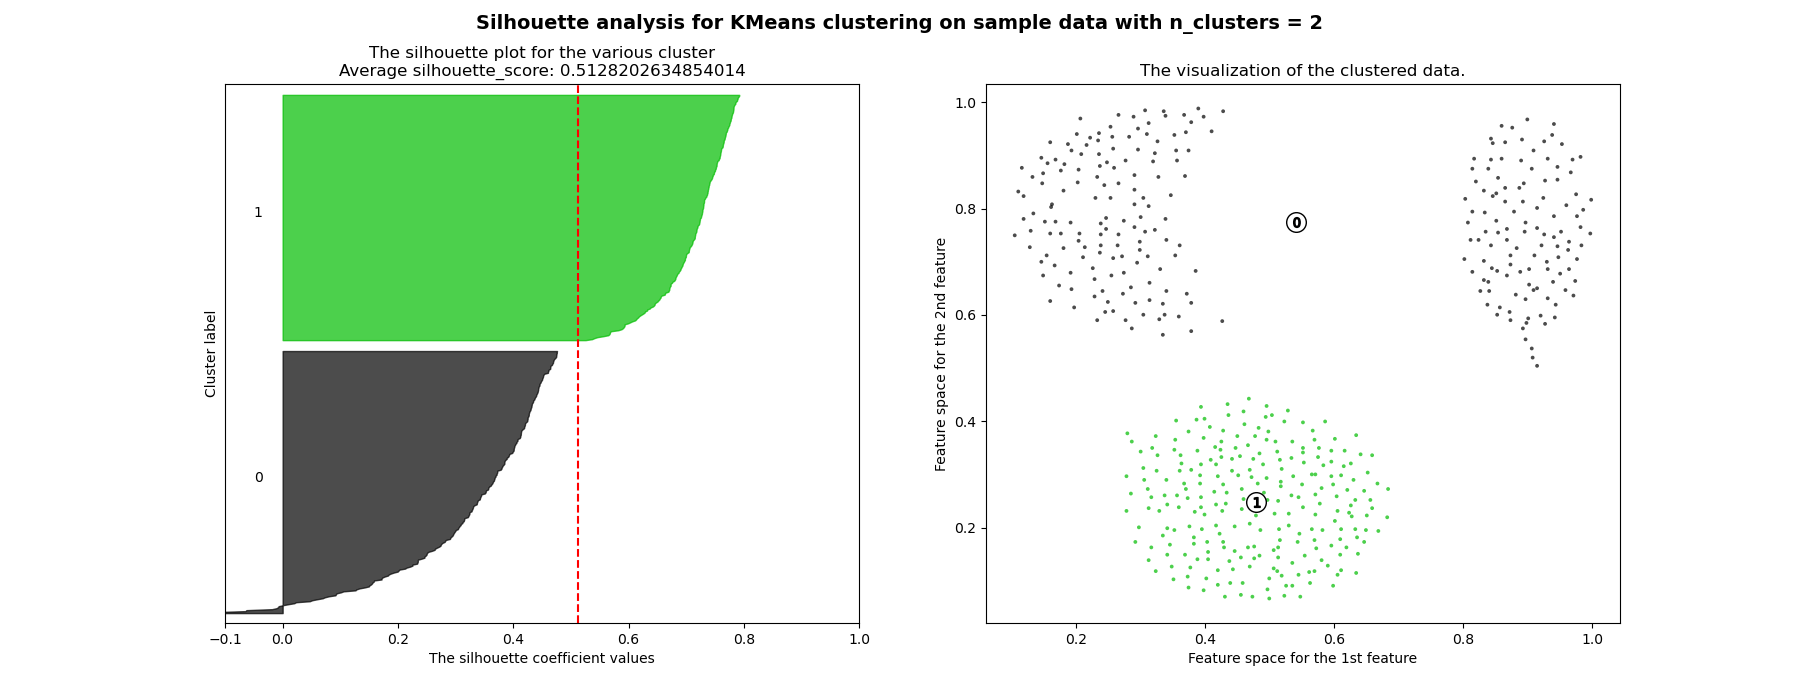 Silhouette analysis for KMeans clustering on sample data with n_clusters = 2
The silhouette plot for the various cluster
Average silhouette_score: 0.5128202634854014
1
0
Cluster label
−0.1 0.0 0.2 0.4 0.6 0.8 1.0
The silhouette coefficient values
The visualization of the clustered data.
1.0
0.8
0.6
0.4
0.2
Feature space for the 2nd feature
0
1
0.2 0.4 0.6 0.8 1.0
Feature space for the 1st feature